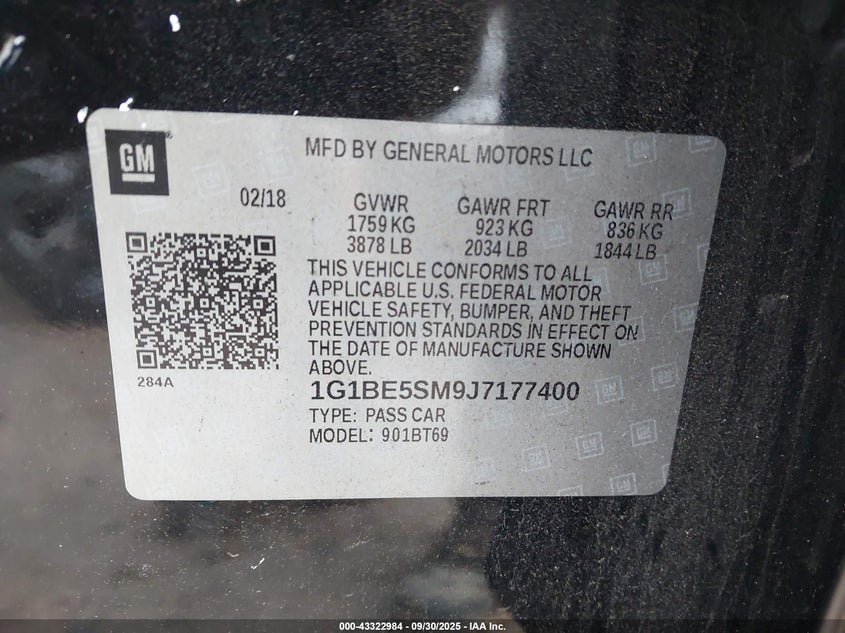 GM
MFD BY GENERAL MOTORS LLC
02/18
GVWR GAWR FRT GAWR RR
1759 KG 923 KG 836 KG
3878 LB 2034 LB 1844 LB
THIS VEHICLE CONFORMS TO ALL
APPLICABLE U.S. FEDERAL MOTOR
VEHICLE SAFETY, BUMPER, AND THEFT
PREVENTION STANDARDS IN EFFECT ON
THE DATE OF MANUFACTURE SHOWN
ABOVE.
284A
1G1BE5SM9J7177400
TYPE: PASS CAR
MODEL: 901BT69
000-43322984 - 09/30/2025 - IAA Inc.